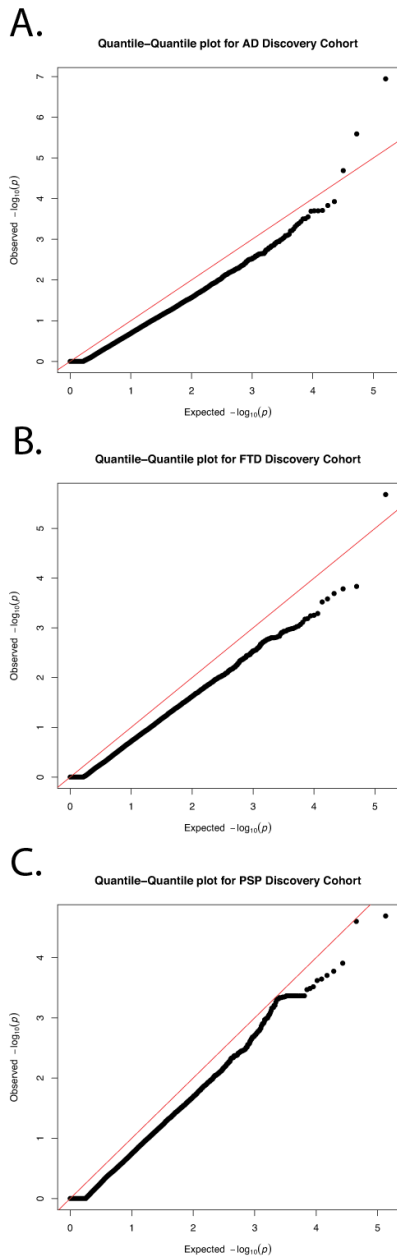 A.
Quantile−Quantile plot for AD Discovery Cohort
7
6
5
4
3
2
1
0
Observed −log10(p)
0 1 2 3 4 5
Expected −log10(p)
B.
Quantile−Quantile plot for FTD Discovery Cohort
5
4
3
2
1
0
Observed −log10(p)
0 1 2 3 4 5
Expected −log10(p)
C.
Quantile−Quantile plot for PSP Discovery Cohort
4
3
2
1
0
Observed −log10(p)
0 1 2 3 4 5
Expected −log10(p)